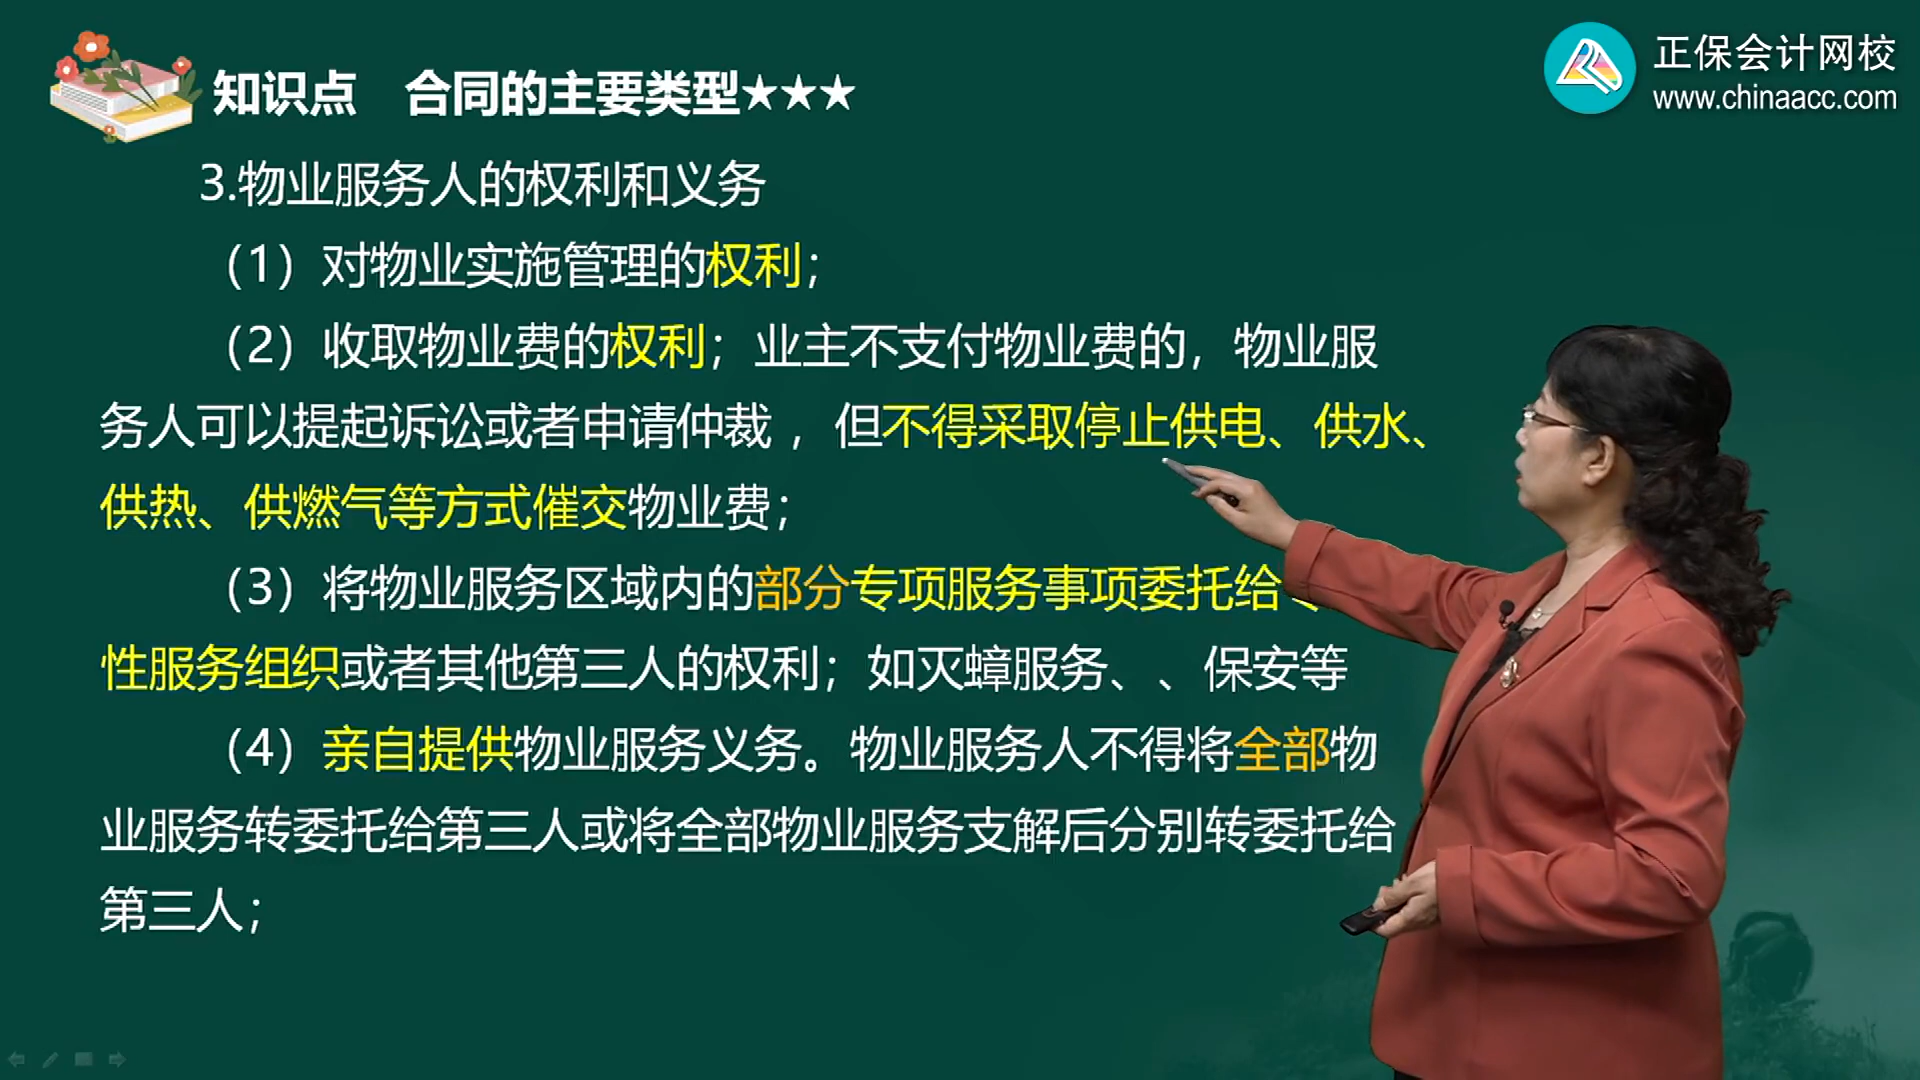 正保会计网校
www.chinaacc.com
知识点 合同的主要类型★★★
3.物业服务人的权利和义务
（1）对物业实施管理的权利；
（2）收取物业费的权利；业主不支付物业费的，物业服
务人可以提起诉讼或者申请仲裁 ，但不得采取停止供电、供水、
供热、供燃气等方式催交物业费；
（3）将物业服务区域内的部分专项服务事项委托给
性服务组织或者其他第三人的权利；如灭蟑服务、、保安等
（4）亲自提供物业服务义务。物业服务人不得将全部物
业服务转委托给第三人或将全部物业服务支解后分别转委托给
第三人；